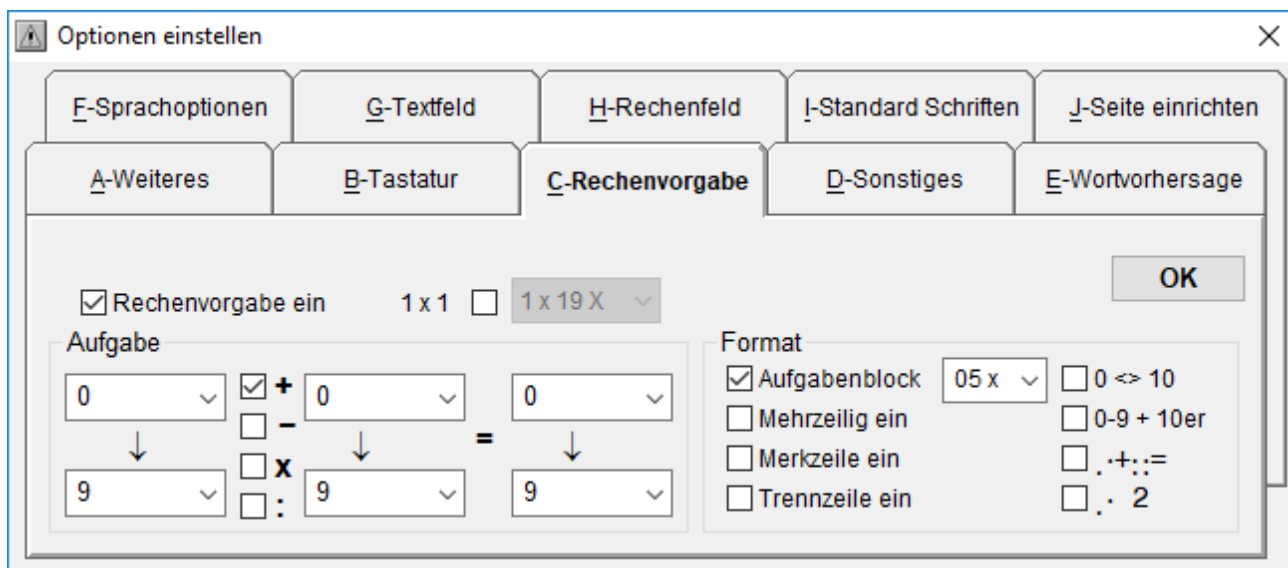 Optionen einstellen
F-Sprachoptionen G-Textfeld H-Rechenfeld I-Standard Schriften J-Seite einrichten
A-Weiteres B-Tastatur C-Rechenvorgabe D-Sonstiges E-Wortvorhersage
OK
Rechenvorgabe ein 1 x 1 1 x 19 X
Aufgabe
0 + 0 = 0
−
x
9 : 9 9
Format
Aufgabenblock 05 x 0 <> 10
Mehrzeilig ein 0-9 + 10er
Merkzeile ein .·+::=
Trennzeile ein .· 2